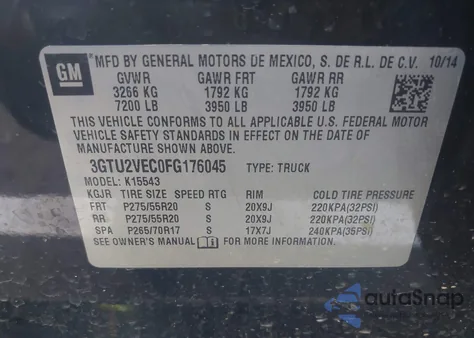 GM
MFD BY GENERAL MOTORS DE MEXICO, S. DE R.L. DE C.V. 10/14
GVWR GAWR FRT GAWR RR
3266 KG 1792 KG 1792 KG
7200 LB 3950 LB 3950 LB
THIS VEHICLE CONFORMS TO ALL APPLICABLE U.S. FEDERAL MOTOR
VEHICLE SAFETY STANDARDS IN EFFECT ON THE DATE OF
MANUFACTURE SHOWN ABOVE.
3GTU2VEC0FG176045 TYPE: TRUCK
MODEL: K15543
KGJR TIRE SIZE SPEED RTG RIM COLD TIRE PRESSURE
FRT P275/55R20 S 20X9J 220KPA(32PSI)
RR P275/55R20 S 20X9J 220KPA(32PSI)
SPA P265/70R17 S 17X7J 240KPA(35PSI)
SEE OWNER'S MANUAL FOR MORE INFORMATION.
autoSnap